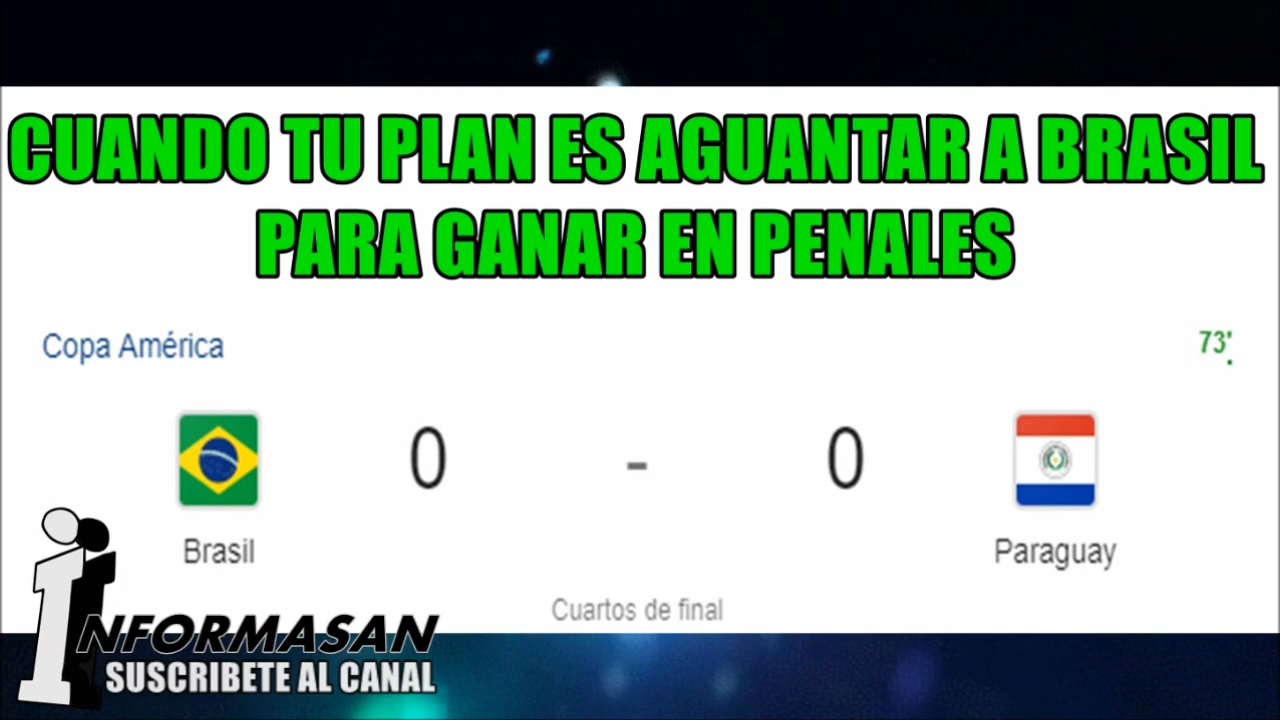 CUANDO TU PLAN ES AGUANTAR A BRASIL
PARA GANAR EN PENALES
Copa América
73'
0 - 0
Brasil
Paraguay
Cuartos de final
INFORMASAN
SUSCRIBETE AL CANAL